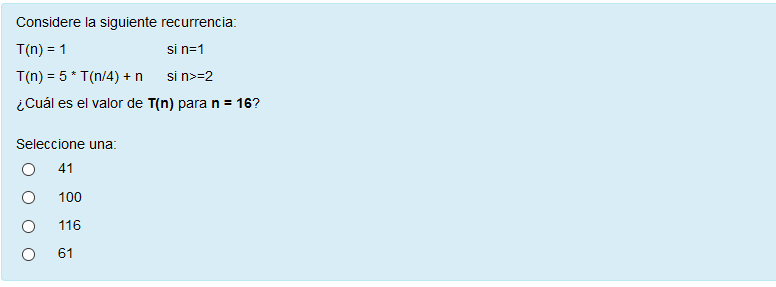 Considere la siguiente recurrencia:
T(n) = 1 si n=1
T(n) = 5 * T(n/4) + n si n>=2
¿Cuál es el valor de T(n) para n = 16?
Seleccione una:
41
100
116
61